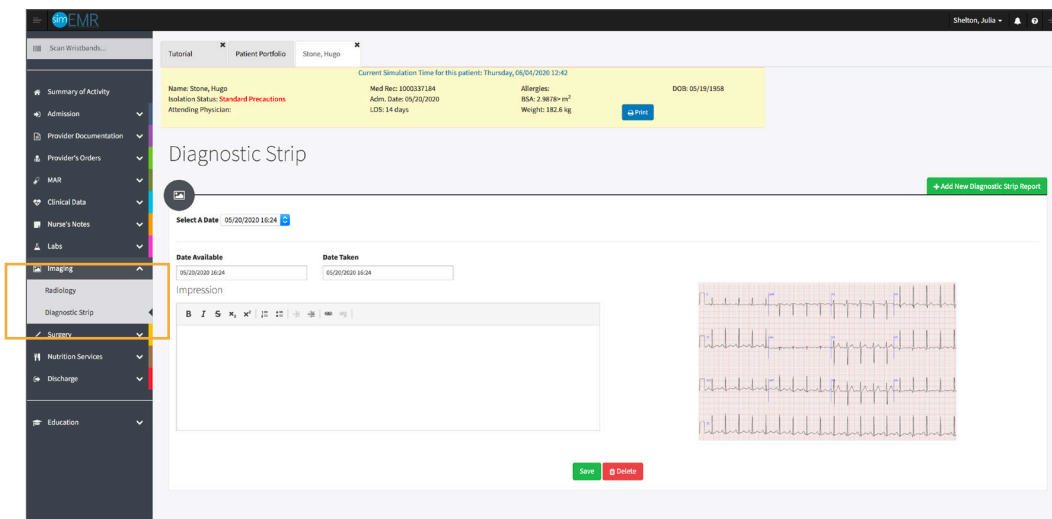 simEMR
Shelton, Julia
Scan Wristbands...
Tutorial
Patient Portfolio
Stone, Hugo
Current Simulation Time for this patient: Thursday, 06/04/2020 12:42
Name: Stone, Hugo
Med Rec: 1000337184
Allergies:
DOB: 05/19/1958
Isolation Status: Standard Precautions
Adm. Date: 05/20/2020
BSA: 2.9878> m²
Attending Physician:
LOS: 14 days
Weight: 182.6 kg
Print
Summary of Activity
Admission
Provider Documentation
Provider's Orders
MAR
Clinical Data
Nurse's Notes
Labs
Imaging
Radiology
Diagnostic Strip
Surgery
Nutrition Services
Discharge
Education
Diagnostic Strip
+ Add New Diagnostic Strip Report
Select A Date 05/20/2020 16:24
Date Available
Date Taken
05/20/2020 16:24
05/20/2020 16:24
Impression
B I S x₂ x²
Save
Delete